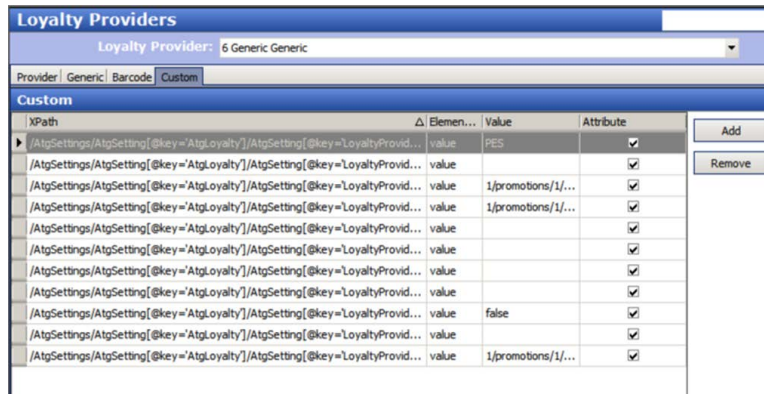 Loyalty Providers
Loyalty Provider: 6 Generic Generic
Provider Generic Barcode Custom
Custom
XPath Elemen... Value Attribute
Add
/AtgSettings/AtgSetting[@key='AtgLoyalty']/AtgSetting[@key='LoyaltyProvid... value PES
/AtgSettings/AtgSetting[@key='AtgLoyalty']/AtgSetting[@key='LoyaltyProvid... value
Remove
/AtgSettings/AtgSetting[@key='AtgLoyalty']/AtgSetting[@key='LoyaltyProvid... value 1/promotions/1/...
/AtgSettings/AtgSetting[@key='AtgLoyalty']/AtgSetting[@key='LoyaltyProvid... value 1/promotions/1/...
/AtgSettings/AtgSetting[@key='AtgLoyalty']/AtgSetting[@key='LoyaltyProvid... value
/AtgSettings/AtgSetting[@key='AtgLoyalty']/AtgSetting[@key='LoyaltyProvid... value
/AtgSettings/AtgSetting[@key='AtgLoyalty']/AtgSetting[@key='LoyaltyProvid... value
/AtgSettings/AtgSetting[@key='AtgLoyalty']/AtgSetting[@key='LoyaltyProvid... value
/AtgSettings/AtgSetting[@key='AtgLoyalty']/AtgSetting[@key='LoyaltyProvid... value false
/AtgSettings/AtgSetting[@key='AtgLoyalty']/AtgSetting[@key='LoyaltyProvid... value
/AtgSettings/AtgSetting[@key='AtgLoyalty']/AtgSetting[@key='LoyaltyProvid... value 1/promotions/1/...